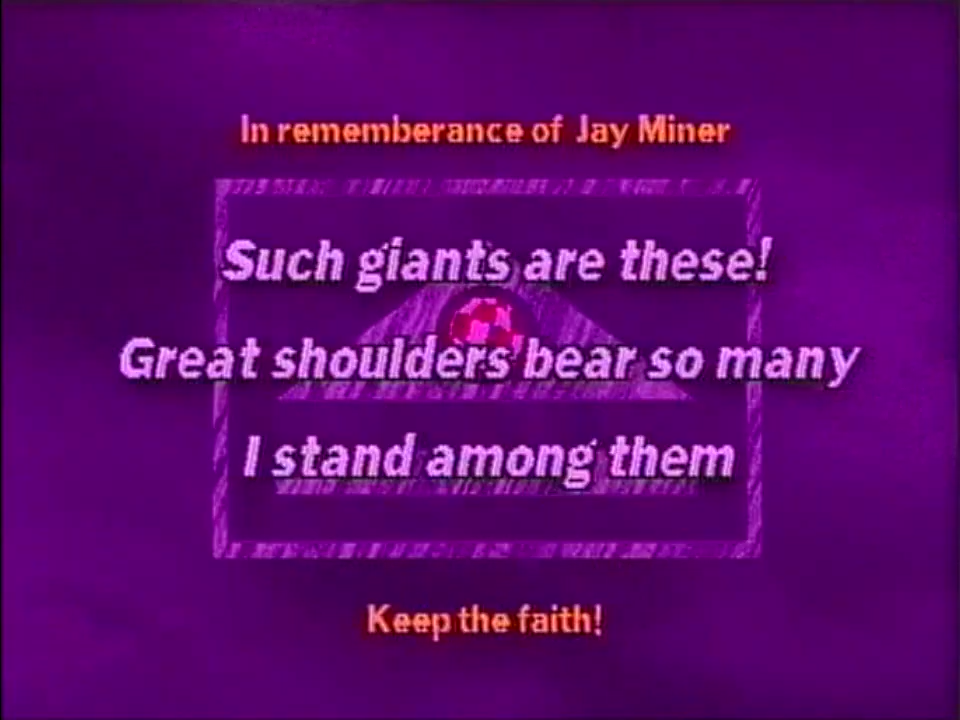 In rememberance of Jay Miner
Such giants are these!
Great shoulders bear so many
I stand among them
Keep the faith!